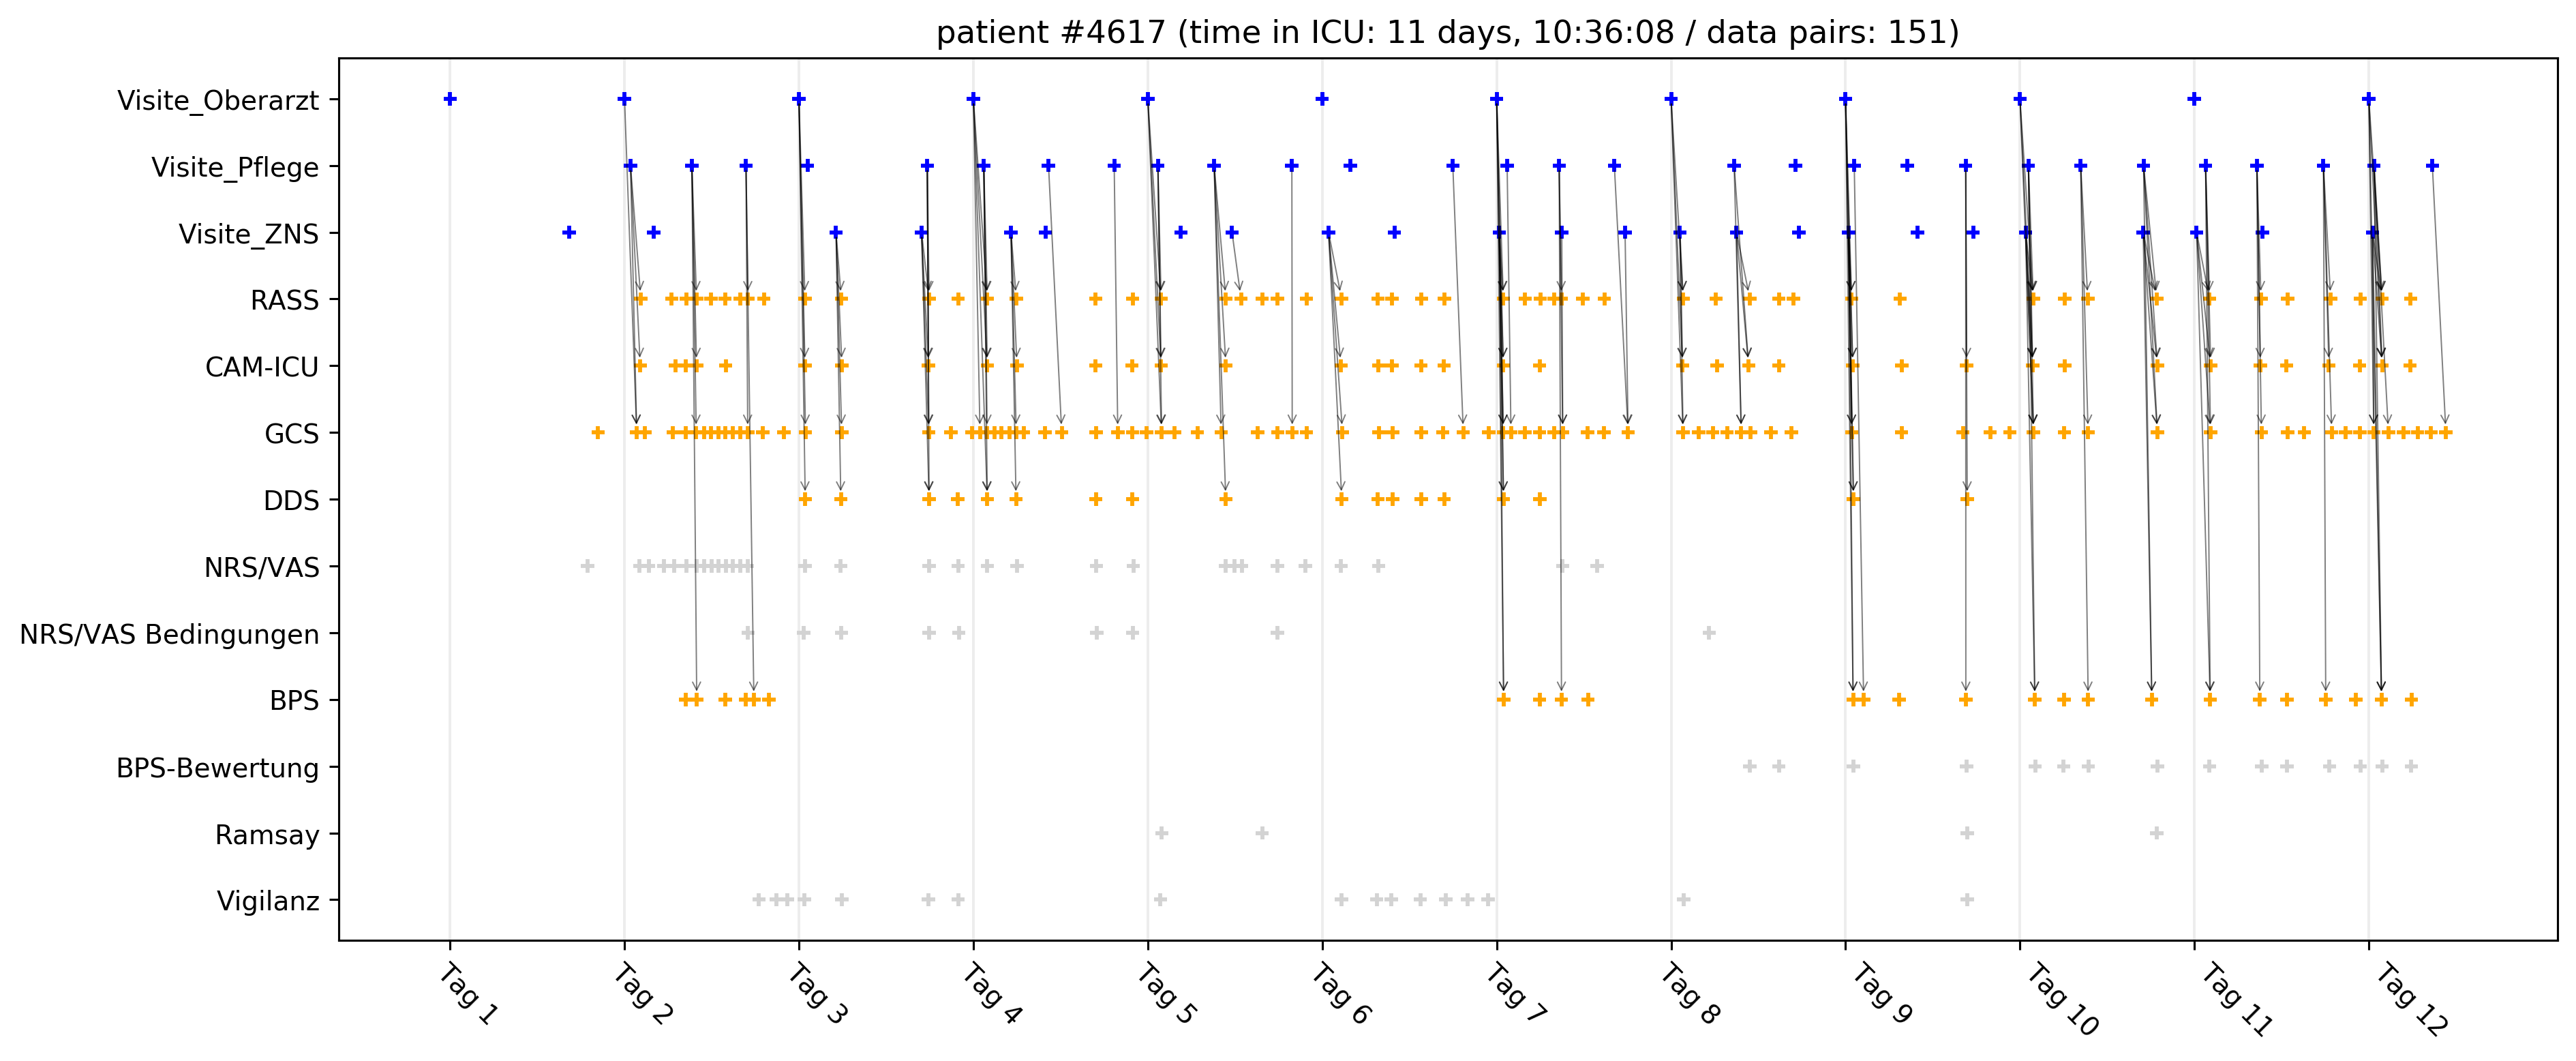 patient #4617 (time in ICU: 11 days, 10:36:08 / data pairs: 151)
Visite_Oberarzt
Visite_Pflege
Visite_ZNS
RASS
CAM-ICU
GCS
DDS
NRS/VAS
NRS/VAS Bedingungen
BPS
BPS-Bewertung
Ramsay
Vigilanz
Tag 1
Tag 2
Tag 3
Tag 4
Tag 5
Tag 6
Tag 7
Tag 8
Tag 9
Tag 10
Tag 11
Tag 12